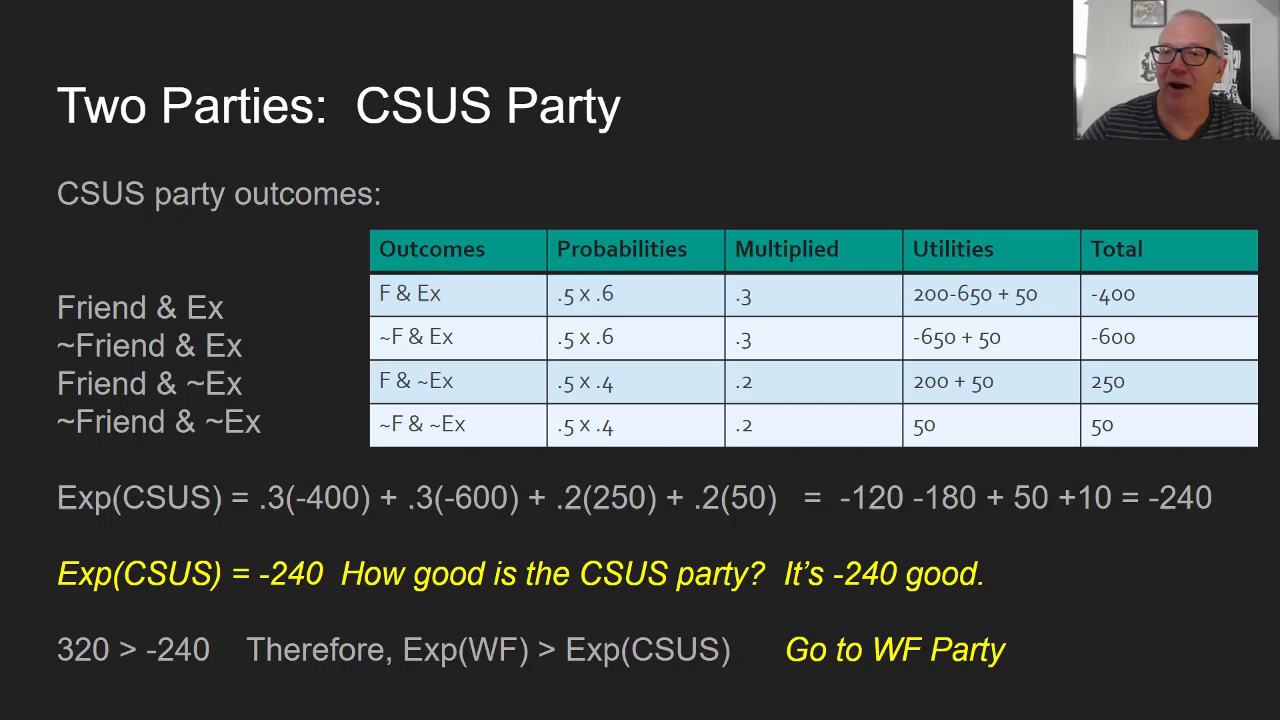 Two Parties: CSUS Party
CSUS party outcomes:
Friend & Ex
~Friend & Ex
Friend & ~Ex
~Friend & ~Ex
Outcomes Probabilities Multiplied Utilities Total
F & Ex .5 x .6 .3 200-650 + 50 -400
~F & Ex .5 x .6 .3 -650 + 50 -600
F & ~Ex .5 x .4 .2 200 + 50 250
~F & ~Ex .5 x .4 .2 50 50
Exp(CSUS) = .3(-400) + .3(-600) + .2(250) + .2(50) = -120 -180 + 50 +10 = -240
Exp(CSUS) = -240 How good is the CSUS party? It’s -240 good.
320 > -240 Therefore, Exp(WF) > Exp(CSUS) Go to WF Party